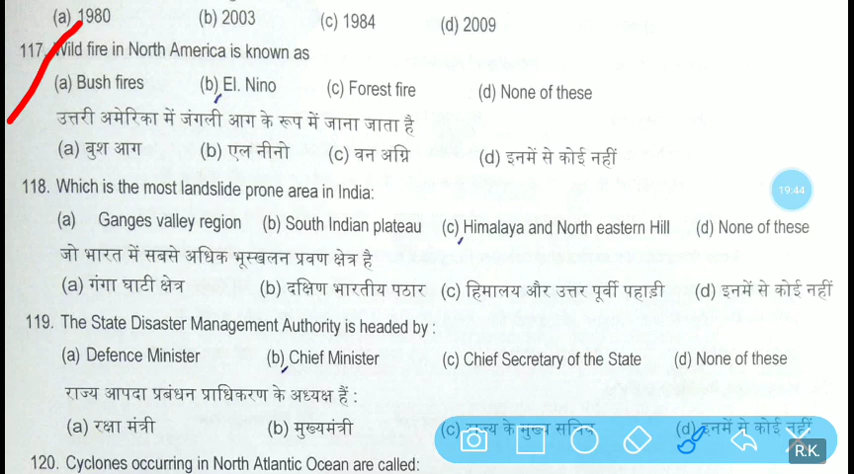 (a) 1980 (b) 2003 (c) 1984 (d) 2009
117. Wild fire in North America is known as
(a) Bush fires (b) El. Nino (c) Forest fire (d) None of these
उत्तरी अमेरिका में जंगली आग के रूप में जाना जाता है
(a) बुश आग (b) एल नीनो (c) वन अग्नि (d) इनमें से कोई नहीं
118. Which is the most landslide prone area in India:
19:44
(a) Ganges valley region (b) South Indian plateau (c) Himalaya and North eastern Hill (d) None of these
जो भारत में सबसे अधिक भूस्खलन प्रवण क्षेत्र है
(a) गंगा घाटी क्षेत्र (b) दक्षिण भारतीय पठार (c) हिमालय और उत्तर पूर्वी पहाड़ी (d) इनमें से कोई नहीं
119. The State Disaster Management Authority is headed by :
(a) Defence Minister (b) Chief Minister (c) Chief Secretary of the State (d) None of these
राज्य आपदा प्रबंधन प्राधिकरण के अध्यक्ष हैं :
(a) रक्षा मंत्री (b) मुख्यमंत्री (c) राज्य के मुख्य सचिव (d) इनमें से कोई नहीं
R.K.
120. Cyclones occurring in North Atlantic Ocean are called: